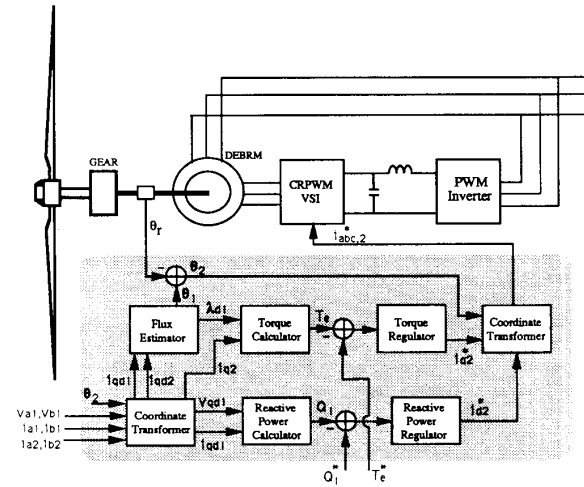 GEAR
DEBRM
CRPWM
VSI
PWM
Inverter
θr
i*abc,2
- θ2
θ1
Flux
Estimator
λd1
Torque
Calculator
Te
-
Torque
Regulator
Coordinate
Transformer
iq2
i*q2
iqd1
iqd2
θ2
Va1,Vb1
ia1,ib1
ia2,ib2
Coordinate
Transformer
Vqd1
iqd1
Reactive
Power
Calculator
Q1
-
Reactive
Power
Regulator
i*d2
Q*1
T*e